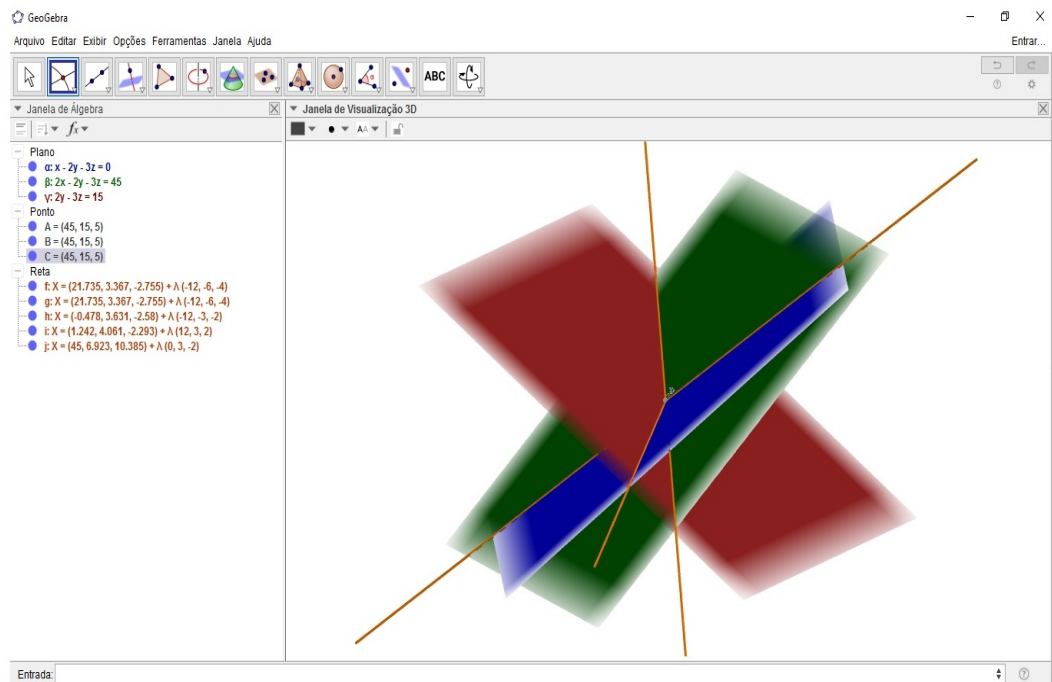 GeoGebra
Arquivo Editar Exibir Opções Ferramentas Janela Ajuda
Entrar...
ABC
Janela de Álgebra
Janela de Visualização 3D
fx
AA
Plano
α: x - 2y - 3z = 0
β: 2x - 2y - 3z = 45
γ: 2y - 3z = 15
Ponto
A = (45, 15, 5)
B = (45, 15, 5)
C = (45, 15, 5)
Reta
f: X = (21.735, 3.367, -2.755) + λ (-12, -6, -4)
g: X = (21.735, 3.367, -2.755) + λ (-12, -6, -4)
h: X = (-0.478, 3.631, -2.58) + λ (-12, -3, -2)
i: X = (1.242, 4.061, -2.293) + λ (12, 3, 2)
j: X = (45, 6.923, 10.385) + λ (0, 3, -2)
Entrada: